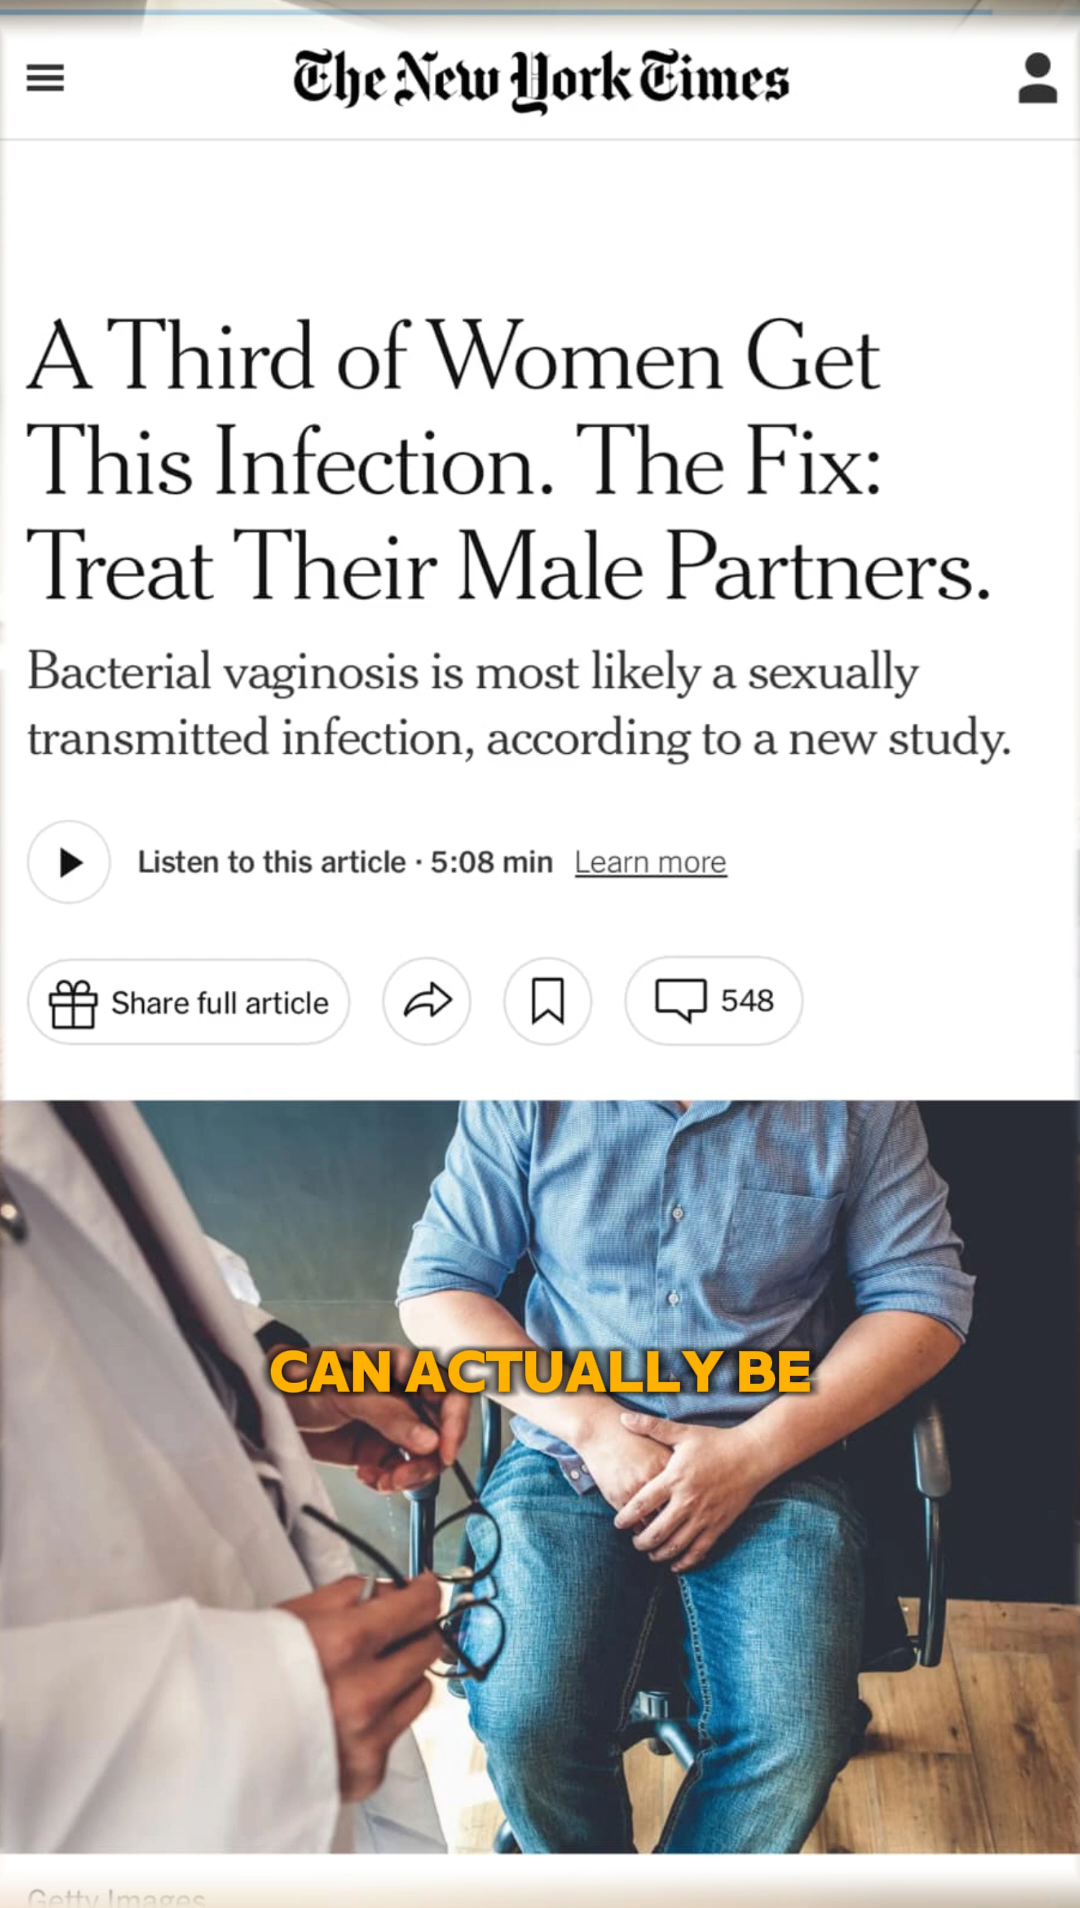 The New York Times
A Third of Women Get
This Infection. The Fix:
Treat Their Male Partners.
Bacterial vaginosis is most likely a sexually
transmitted infection, according to a new study.
Listen to this article · 5:08 min Learn more
Share full article 548
CAN ACTUALLY BE
Getty Images